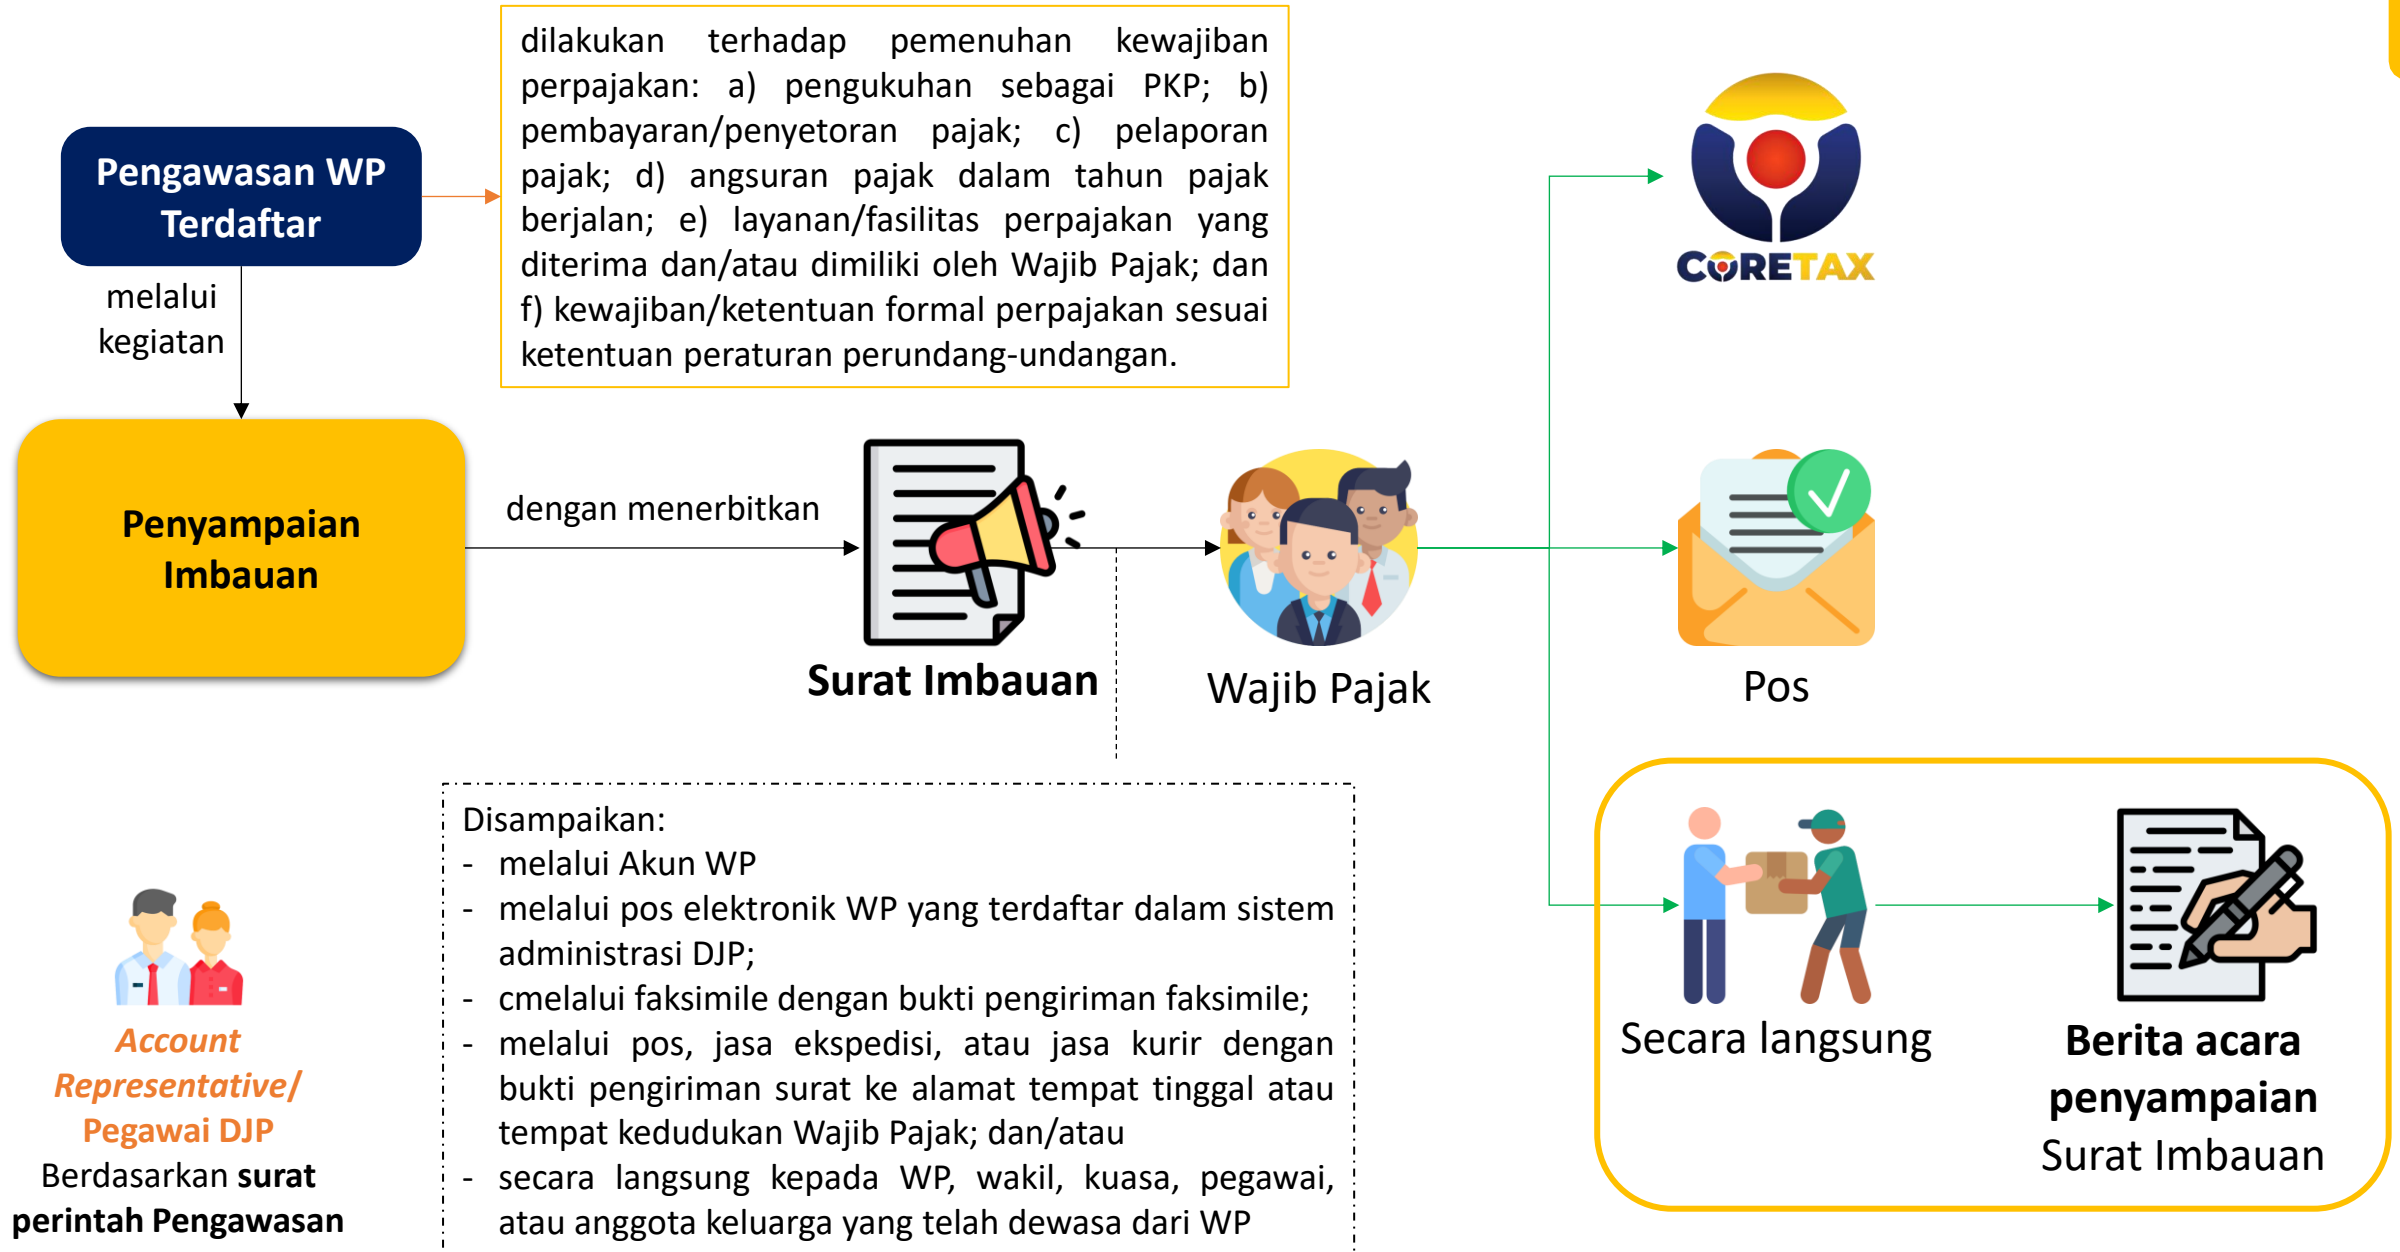 dilakukan terhadap pemenuhan kewajiban
perpajakan: a) pengukuhan sebagai PKP; b)
pembayaran/penyetoran pajak; c) pelaporan
pajak; d) angsuran pajak dalam tahun pajak
berjalan; e) layanan/fasilitas perpajakan yang
diterima dan/atau dimiliki oleh Wajib Pajak; dan
f) kewajiban/ketentuan formal perpajakan sesuai
ketentuan peraturan perundang-undangan.
Pengawasan WP
Terdaftar
melalui
kegiatan
CORETAX
Penyampaian
Imbauan
dengan menerbitkan
Surat Imbauan
Wajib Pajak
Pos
Disampaikan:
- melalui Akun WP
- melalui pos elektronik WP yang terdaftar dalam sistem
administrasi DJP;
- cmelalui faksimile dengan bukti pengiriman faksimile;
- melalui pos, jasa ekspedisi, atau jasa kurir dengan
bukti pengiriman surat ke alamat tempat tinggal atau
tempat kedudukan Wajib Pajak; dan/atau
- secara langsung kepada WP, wakil, kuasa, pegawai,
atau anggota keluarga yang telah dewasa dari WP
Account
Representative/
Pegawai DJP
Berdasarkan surat
perintah Pengawasan
Secara langsung
Berita acara
penyampaian
Surat Imbauan